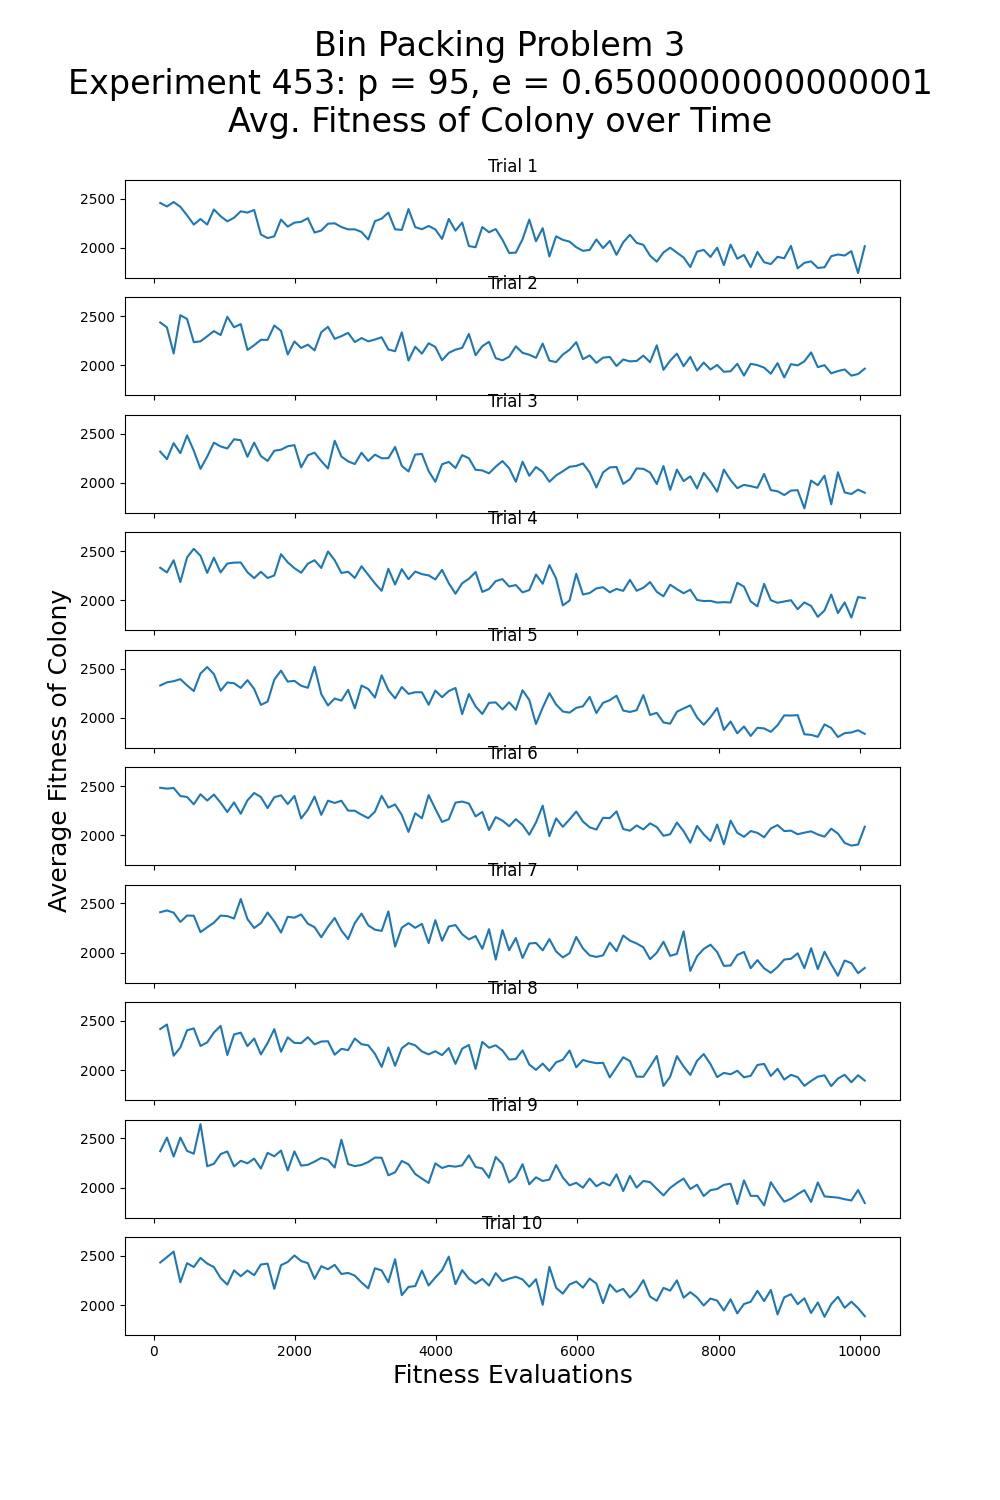 Bin Packing Problem 3
Experiment 453: p = 95, e = 0.6500000000000001
Avg. Fitness of Colony over Time
Trial 1
2500
2000
Trial 2
2500
2000
Trial 3
2500
2000
Trial 4
2500
2000
Trial 5
2500
2000
Trial 6
2500
2000
Trial 7
2500
2000
Trial 8
2500
2000
Trial 9
2500
2000
Trial 10
2500
2000
Average Fitness of Colony
0 2000 4000 6000 8000 10000
Fitness Evaluations